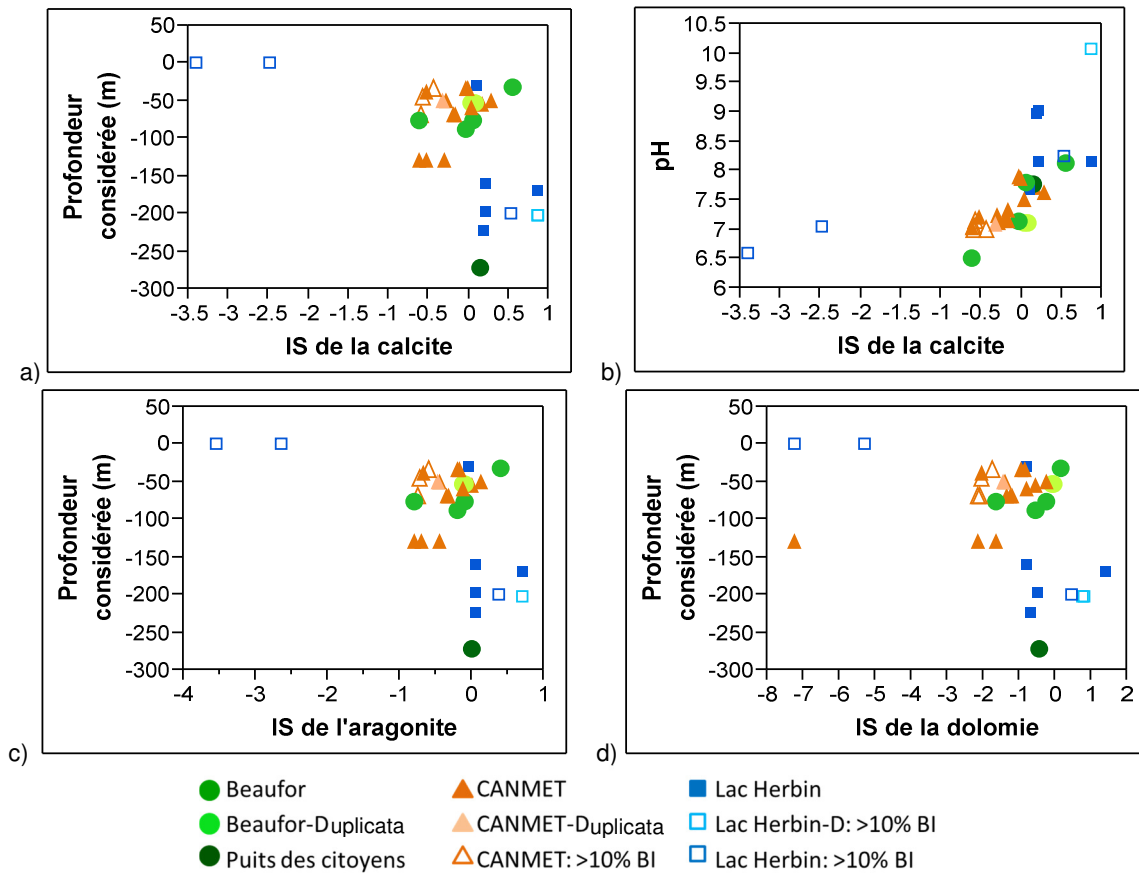 50
0
-50
-100
-150
-200
-250
-300
Profondeur
considérée (m)
-3.5 -3 -2.5 -2 -1.5 -1 -0.5 0 0.5 1
IS de la calcite
a)
10.5
10
9.5
9
8.5
8
7.5
7
6.5
6
pH
-3.5 -3 -2.5 -2 -1.5 -1 -0.5 0 0.5 1
IS de la calcite
b)
50
0
-50
-100
-150
-200
-250
-300
Profondeur
considérée (m)
-4 -3 -2 -1 0 1
IS de l'aragonite
c)
50
0
-50
-100
-150
-200
-250
-300
Profondeur
considérée (m)
-8 -7 -6 -5 -4 -3 -2 -1 0 1 2
IS de la dolomie
d)
Beaufor
Beaufor-Duplicata
Puits des citoyens
CANMET
CANMET-Duplicata
CANMET: >10% BI
Lac Herbin
Lac Herbin-D: >10% BI
Lac Herbin: >10% BI